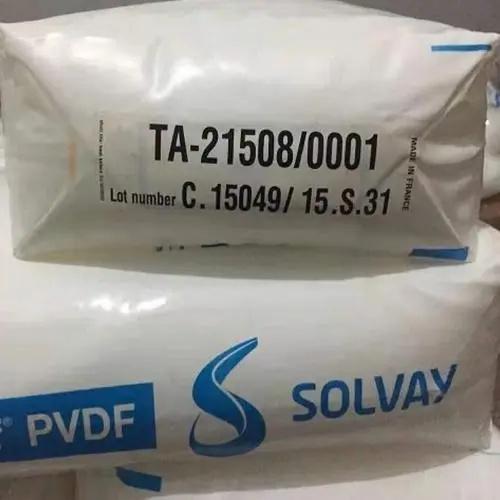 TA-21508/0001
Lot number C.15049/ 15.S.31
MADE IN FRANCE
® PVDF
SOLVAY